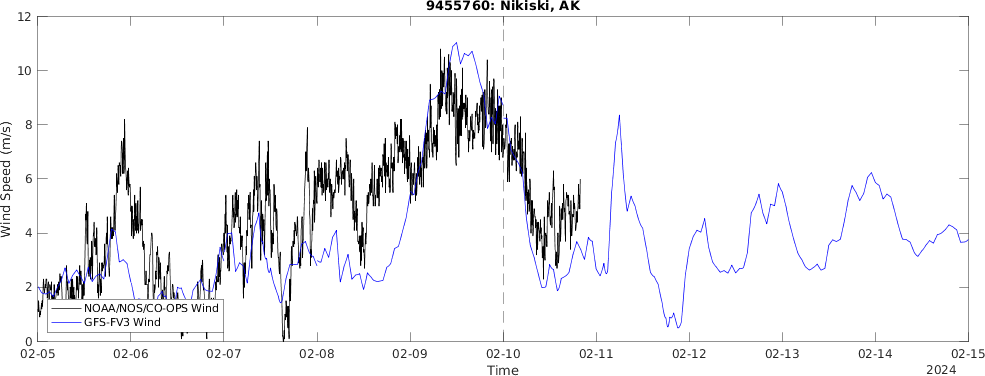 9455760: Nikiski, AK
12
10
8
6
4
2
0
Wind Speed (m/s)
NOAA/NOS/CO-OPS Wind
GFS-FV3 Wind
02-05 02-06 02-07 02-08 02-09 02-10 02-11 02-12 02-13 02-14 02-15
Time
2024